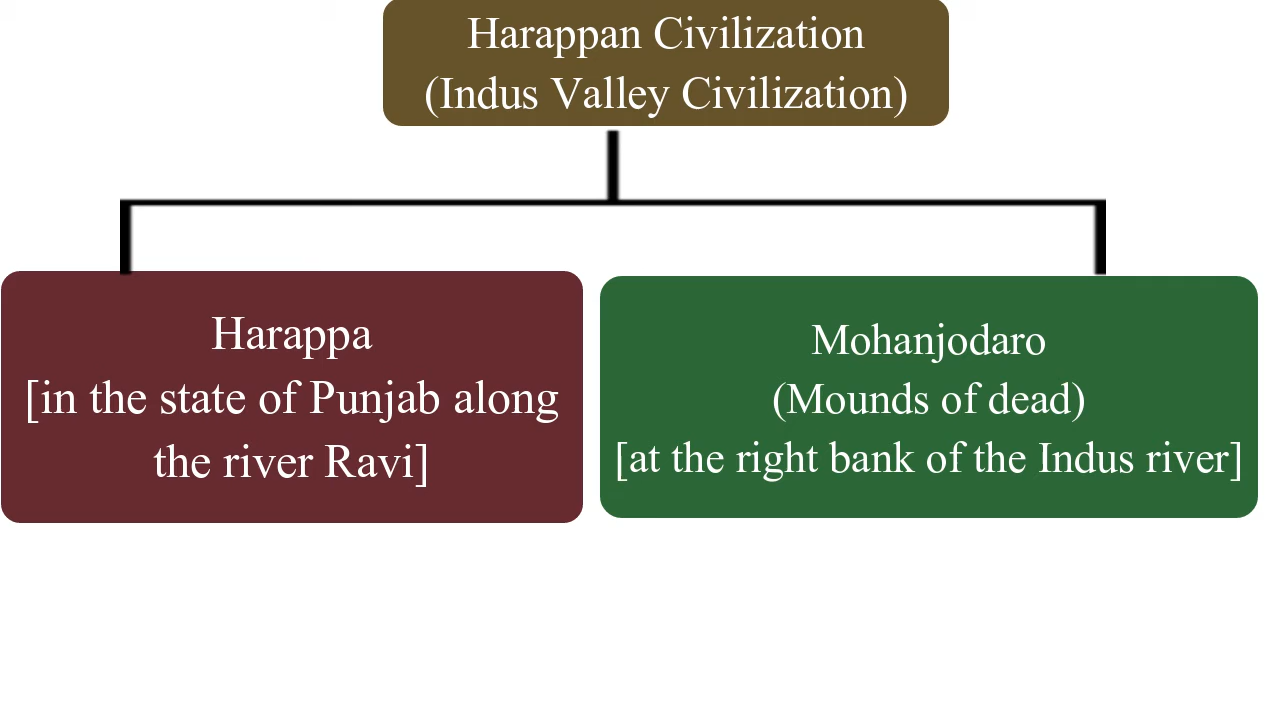 Harappan Civilization
(Indus Valley Civilization)
Harappa
[in the state of Punjab along
the river Ravi]
Mohanjodaro
(Mounds of dead)
[at the right bank of the Indus river]